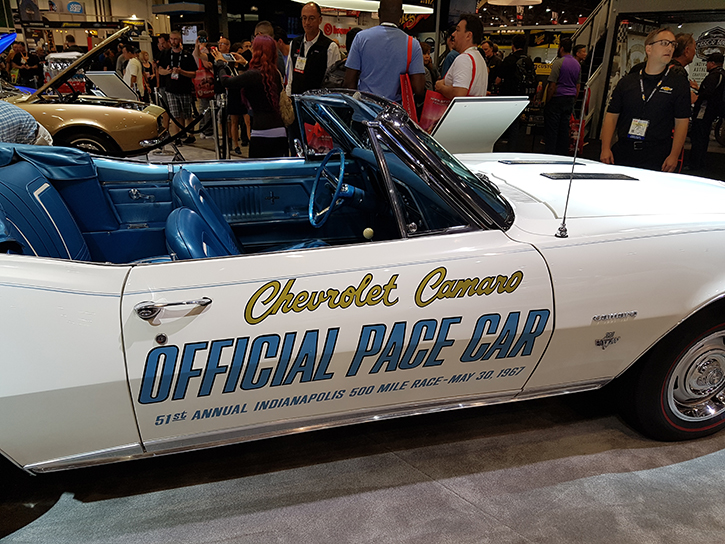 Chevrolet Camaro
OFFICIAL PACE CAR
51st ANNUAL INDIANAPOLIS 500 MILE RACE - MAY 30, 1967